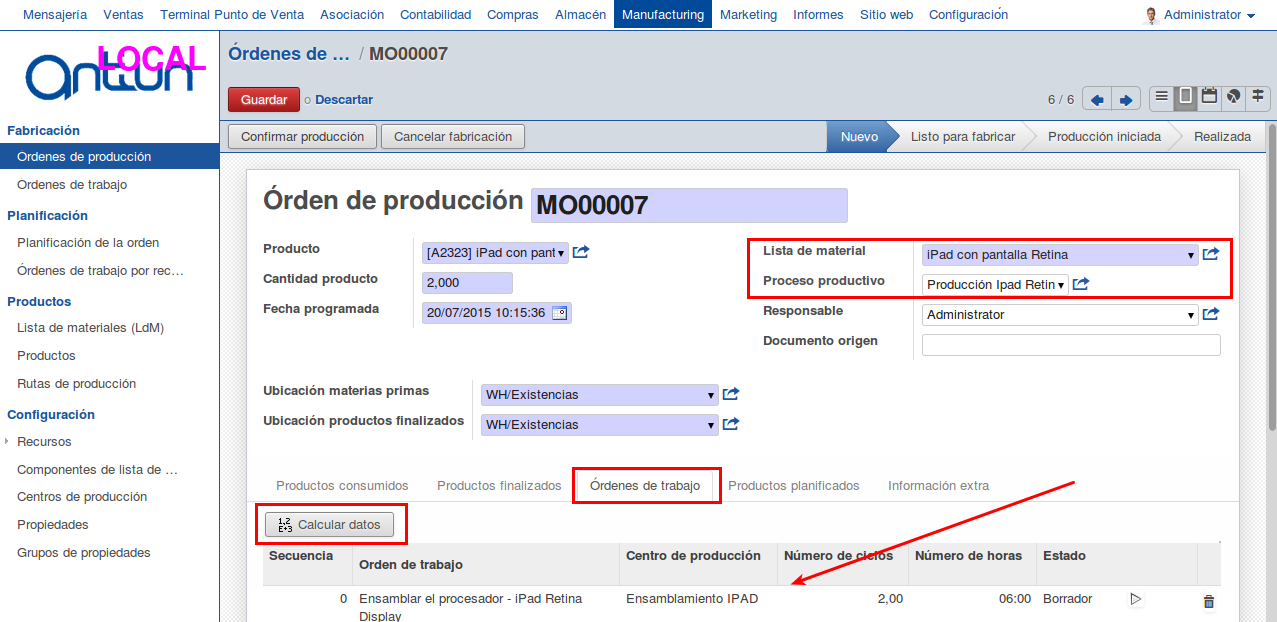 Mensajería Ventas Terminal Punto de Venta Asociación Contabilidad Compras Almacén Manufacturing Marketing Informes Sitio web Configuración Administrator
LOCAL
antiun
Fabricación
Órdenes de producción
Órdenes de trabajo
Planificación
Planificación de la orden
Órdenes de trabajo por rec...
Productos
Lista de materiales (LdM)
Productos
Rutas de producción
Configuración
Recursos
Componentes de lista de ...
Centros de producción
Propiedades
Grupos de propiedades
Órdenes de ... / MO00007
Guardar o Descartar
6 / 6
Confirmar producción Cancelar fabricación
Nuevo Listo para fabricar Producción iniciada Realizada
Órden de producción MO00007
Producto [A2323] iPad con pant
Cantidad producto 2,000
Fecha programada 20/07/2015 10:15:36
Lista de material iPad con pantalla Retina
Proceso productivo Producción Ipad Retin
Responsable Administrator
Documento origen
Ubicación materias primas WH/Existencias
Ubicación productos finalizados WH/Existencias
Productos consumidos Productos finalizados Órdenes de trabajo Productos planificados Información extra
Calcular datos
Secuencia Orden de trabajo Centro de producción Número de ciclos Número de horas Estado
0 Ensamblar el procesador - iPad Retina Ensamblamiento IPAD 2,00 06:00 Borrador
Display